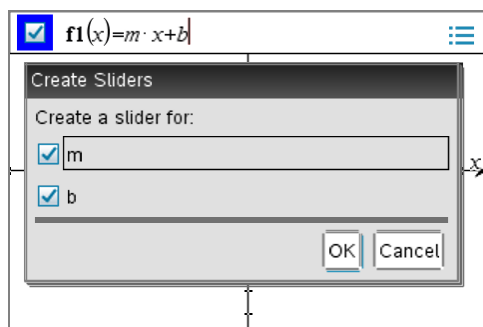 f1(x)=m· x+b
Create Sliders
Create a slider for:
m
b
OK Cancel
x